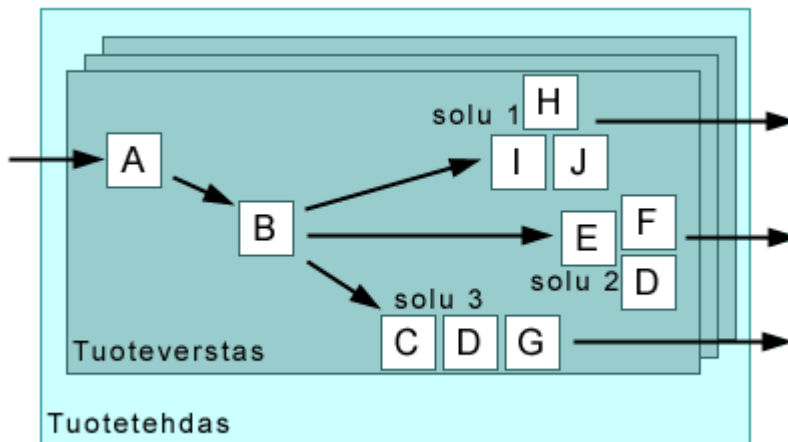 H
solu 1
A
I J
B
E F
solu 2 D
solu 3
C D G
Tuoteverstas
Tuotetehdas